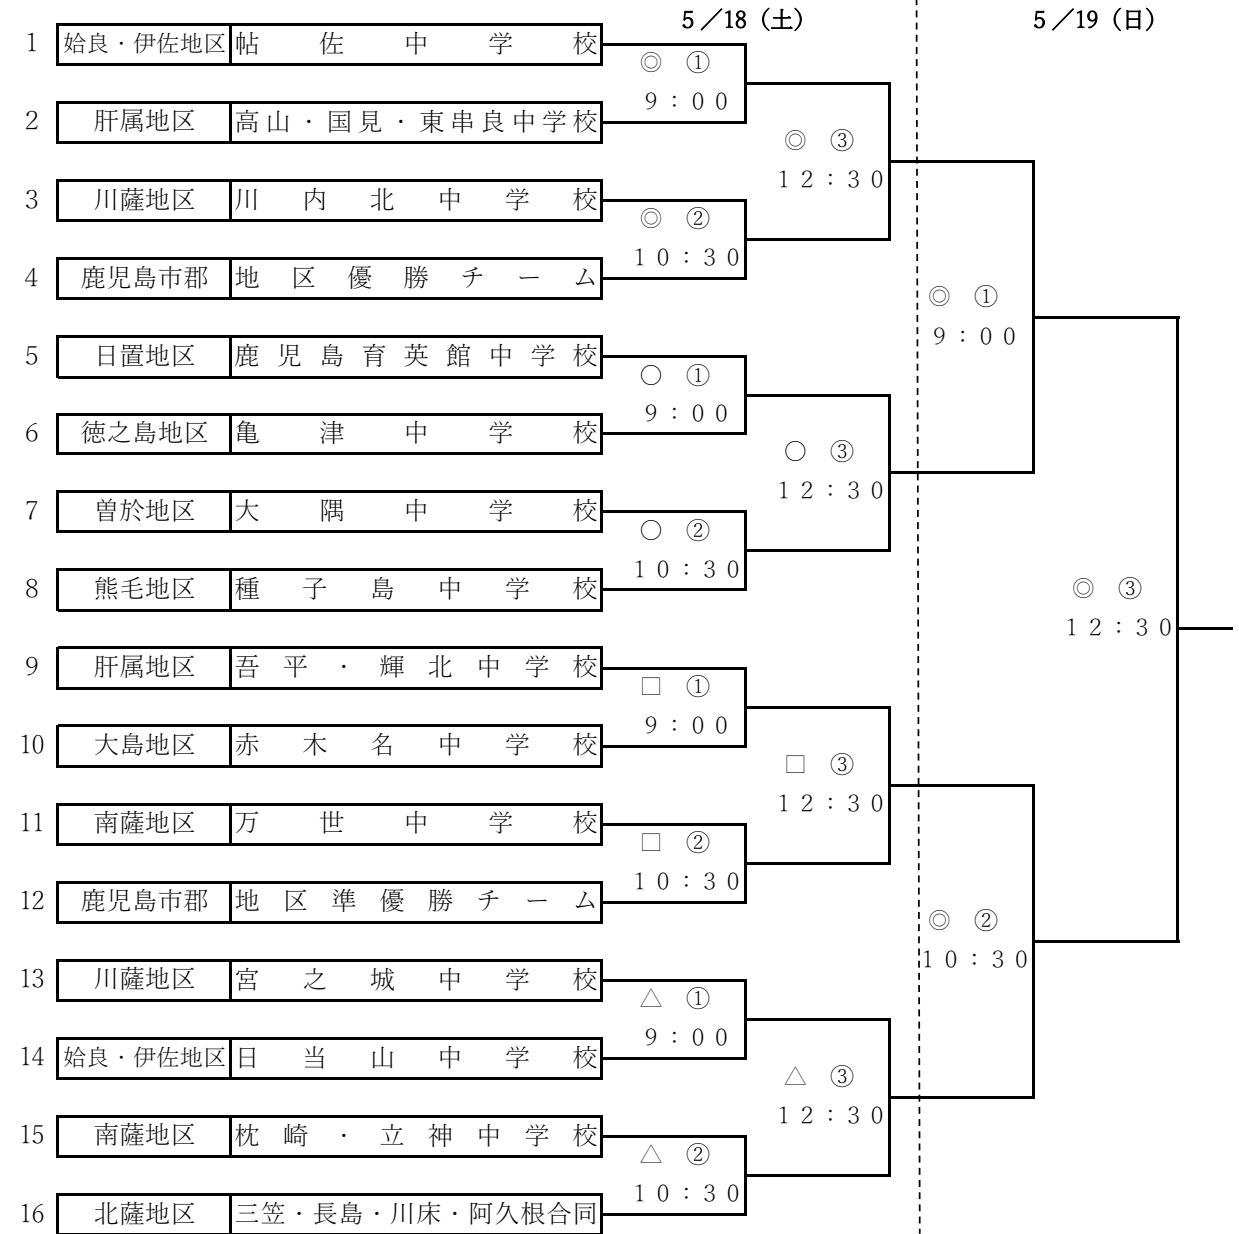 ５／18（土）
５／19（日）
1 姶良・伊佐地区 帖佐中学校
◎ ①
９：００
2 肝属地区 高山・国見・東串良中学校
◎ ③
１２：３０
3 川薩地区 川内北中学校
◎ ②
１０：３０
4 鹿児島市郡 地区優勝チーム
◎ ①
９：００
5 日置地区 鹿児島育英館中学校
○ ①
９：００
6 徳之島地区 亀津中学校
○ ③
１２：３０
7 曽於地区 大隅中学校
○ ②
１０：３０
8 熊毛地区 種子島中学校
◎ ③
１２：３０
9 肝属地区 吾平・輝北中学校
□ ①
９：００
10 大島地区 赤木名中学校
□ ③
１２：３０
11 南薩地区 万世中学校
□ ②
１０：３０
12 鹿児島市郡 地区準優勝チーム
◎ ②
１０：３０
13 川薩地区 宮之城中学校
△ ①
９：００
14 姶良・伊佐地区 日当山中学校
△ ③
１２：３０
15 南薩地区 枕崎・立神中学校
△ ②
１０：３０
16 北薩地区 三笠・長島・川床・阿久根合同